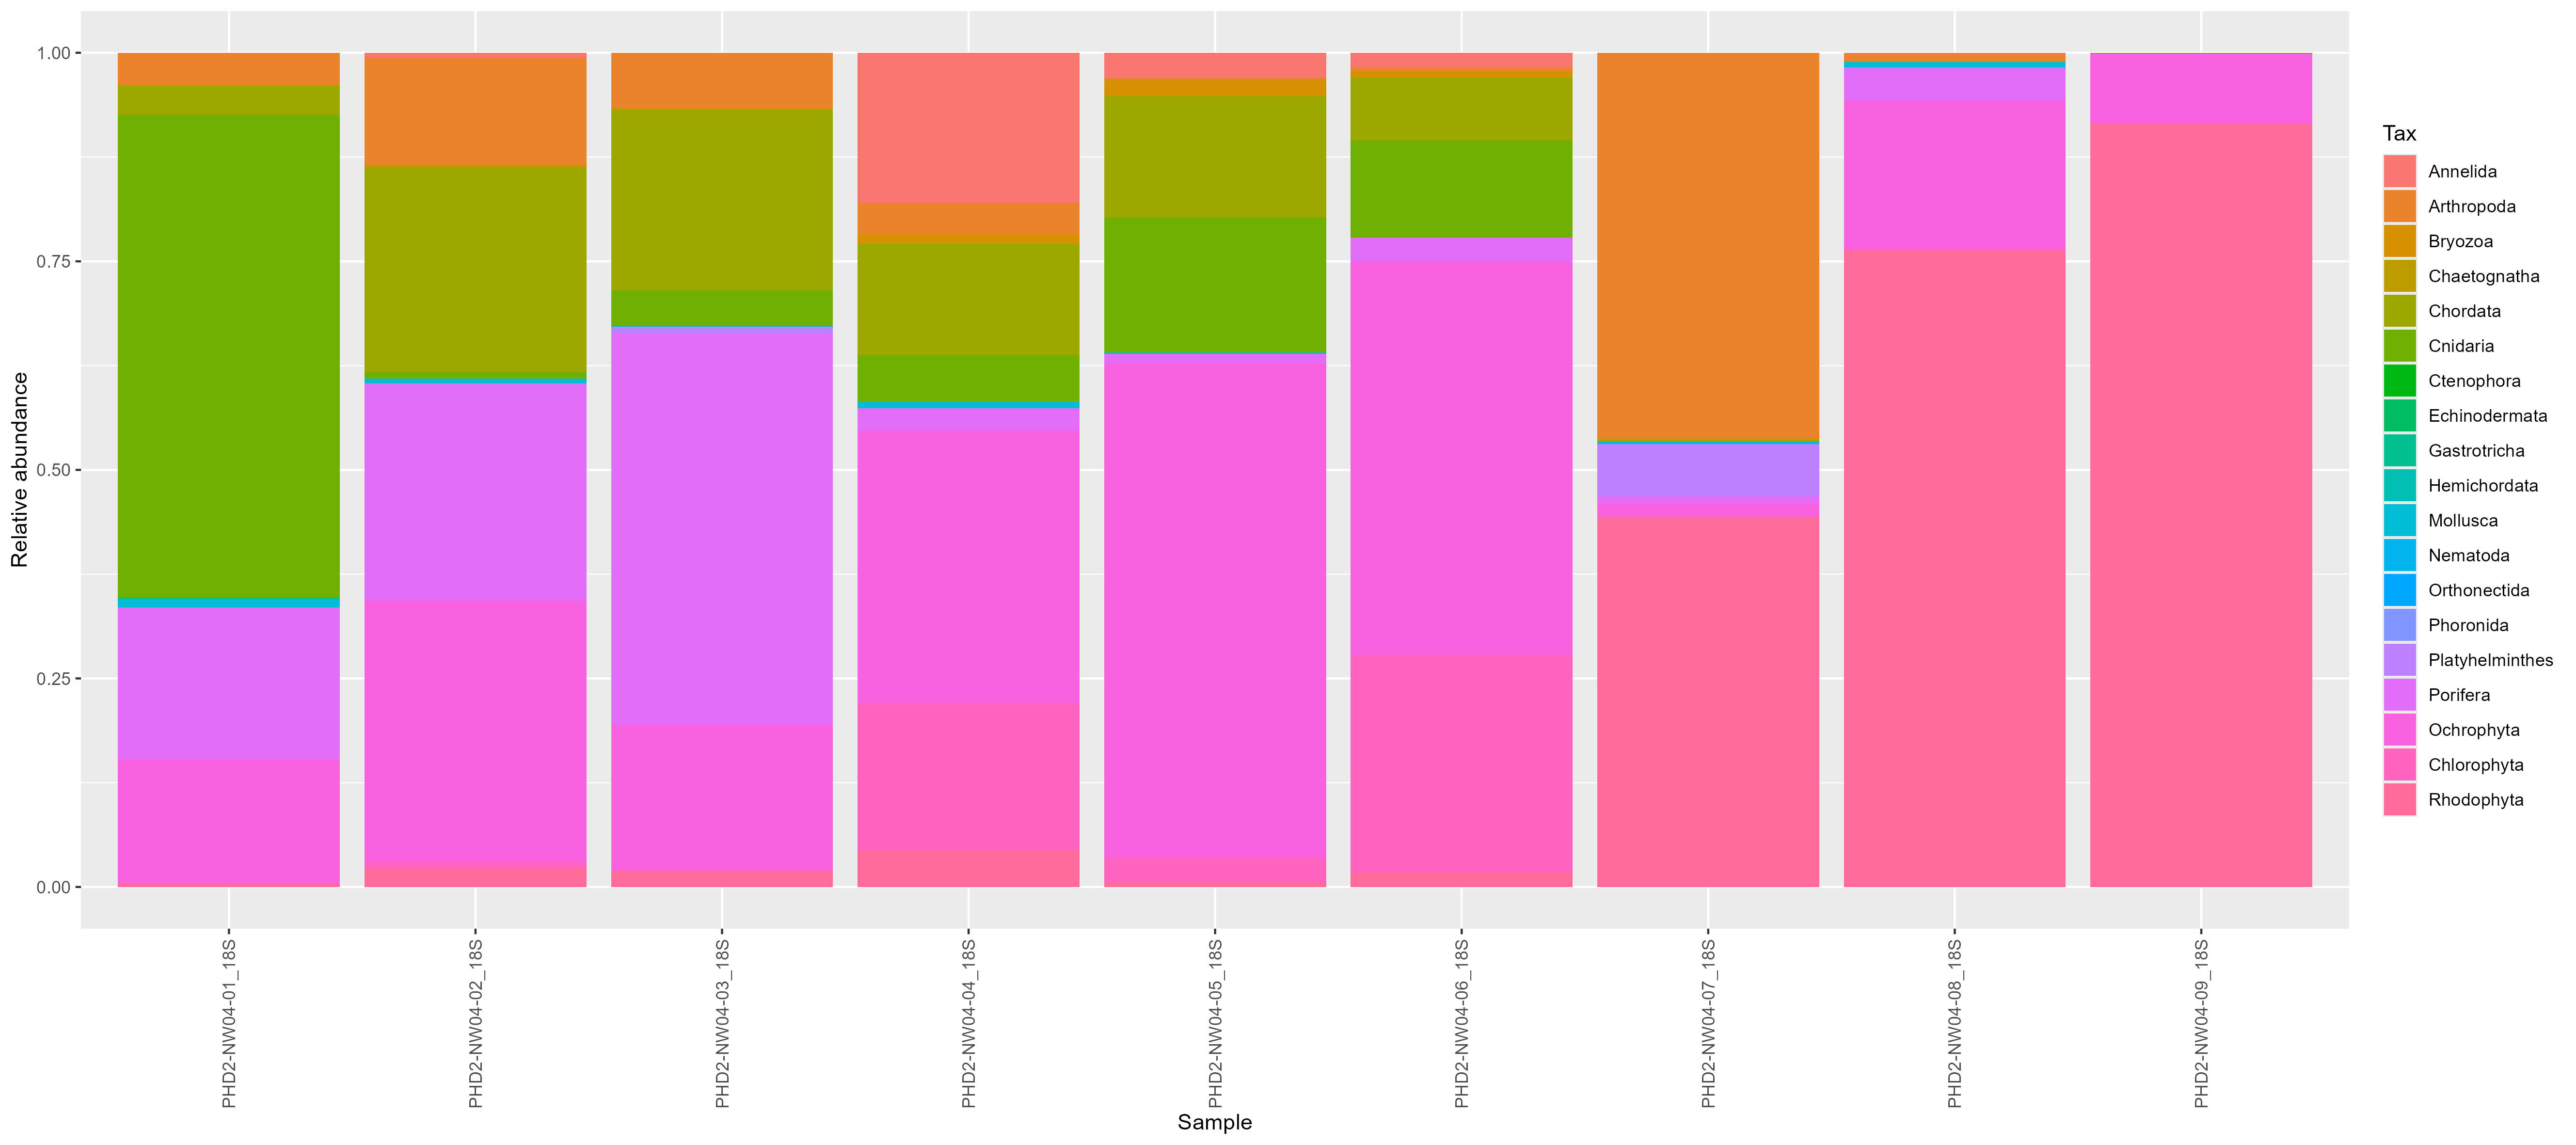 Relative abundance
1.00
0.75
0.50
0.25
0.00
PHD2-NW04-01_18S
PHD2-NW04-02_18S
PHD2-NW04-03_18S
PHD2-NW04-04_18S
PHD2-NW04-05_18S
PHD2-NW04-06_18S
PHD2-NW04-07_18S
PHD2-NW04-08_18S
PHD2-NW04-09_18S
Sample
Tax
Annelida
Arthropoda
Bryozoa
Chaetognatha
Chordata
Cnidaria
Ctenophora
Echinodermata
Gastrotricha
Hemichordata
Mollusca
Nematoda
Orthonectida
Phoronida
Platyhelminthes
Porifera
Ochrophyta
Chlorophyta
Rhodophyta